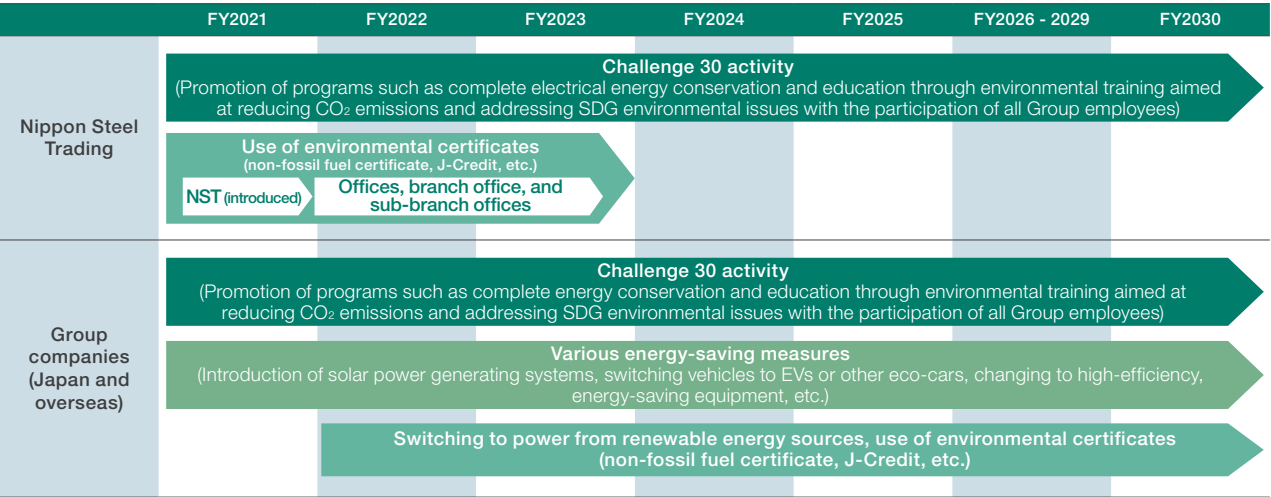 FY2021 FY2022 FY2023 FY2024 FY2025 FY2026 - 2029 FY2030
Nippon Steel
Trading
Challenge 30 activity
(Promotion of programs such as complete electrical energy conservation and education through environmental training aimed
at reducing CO₂ emissions and addressing SDG environmental issues with the participation of all Group employees)
Use of environmental certificates
(non-fossil fuel certificate, J-Credit, etc.)
NST (introduced)
Offices, branch office, and
sub-branch offices
Group
companies
(Japan and
overseas)
Challenge 30 activity
(Promotion of programs such as complete energy conservation and education through environmental training aimed at
reducing CO₂ emissions and addressing SDG environmental issues with the participation of all Group employees)
Various energy-saving measures
(Introduction of solar power generating systems, switching vehicles to EVs or other eco-cars, changing to high-efficiency,
energy-saving equipment, etc.)
Switching to power from renewable energy sources, use of environmental certificates
(non-fossil fuel certificate, J-Credit, etc.)